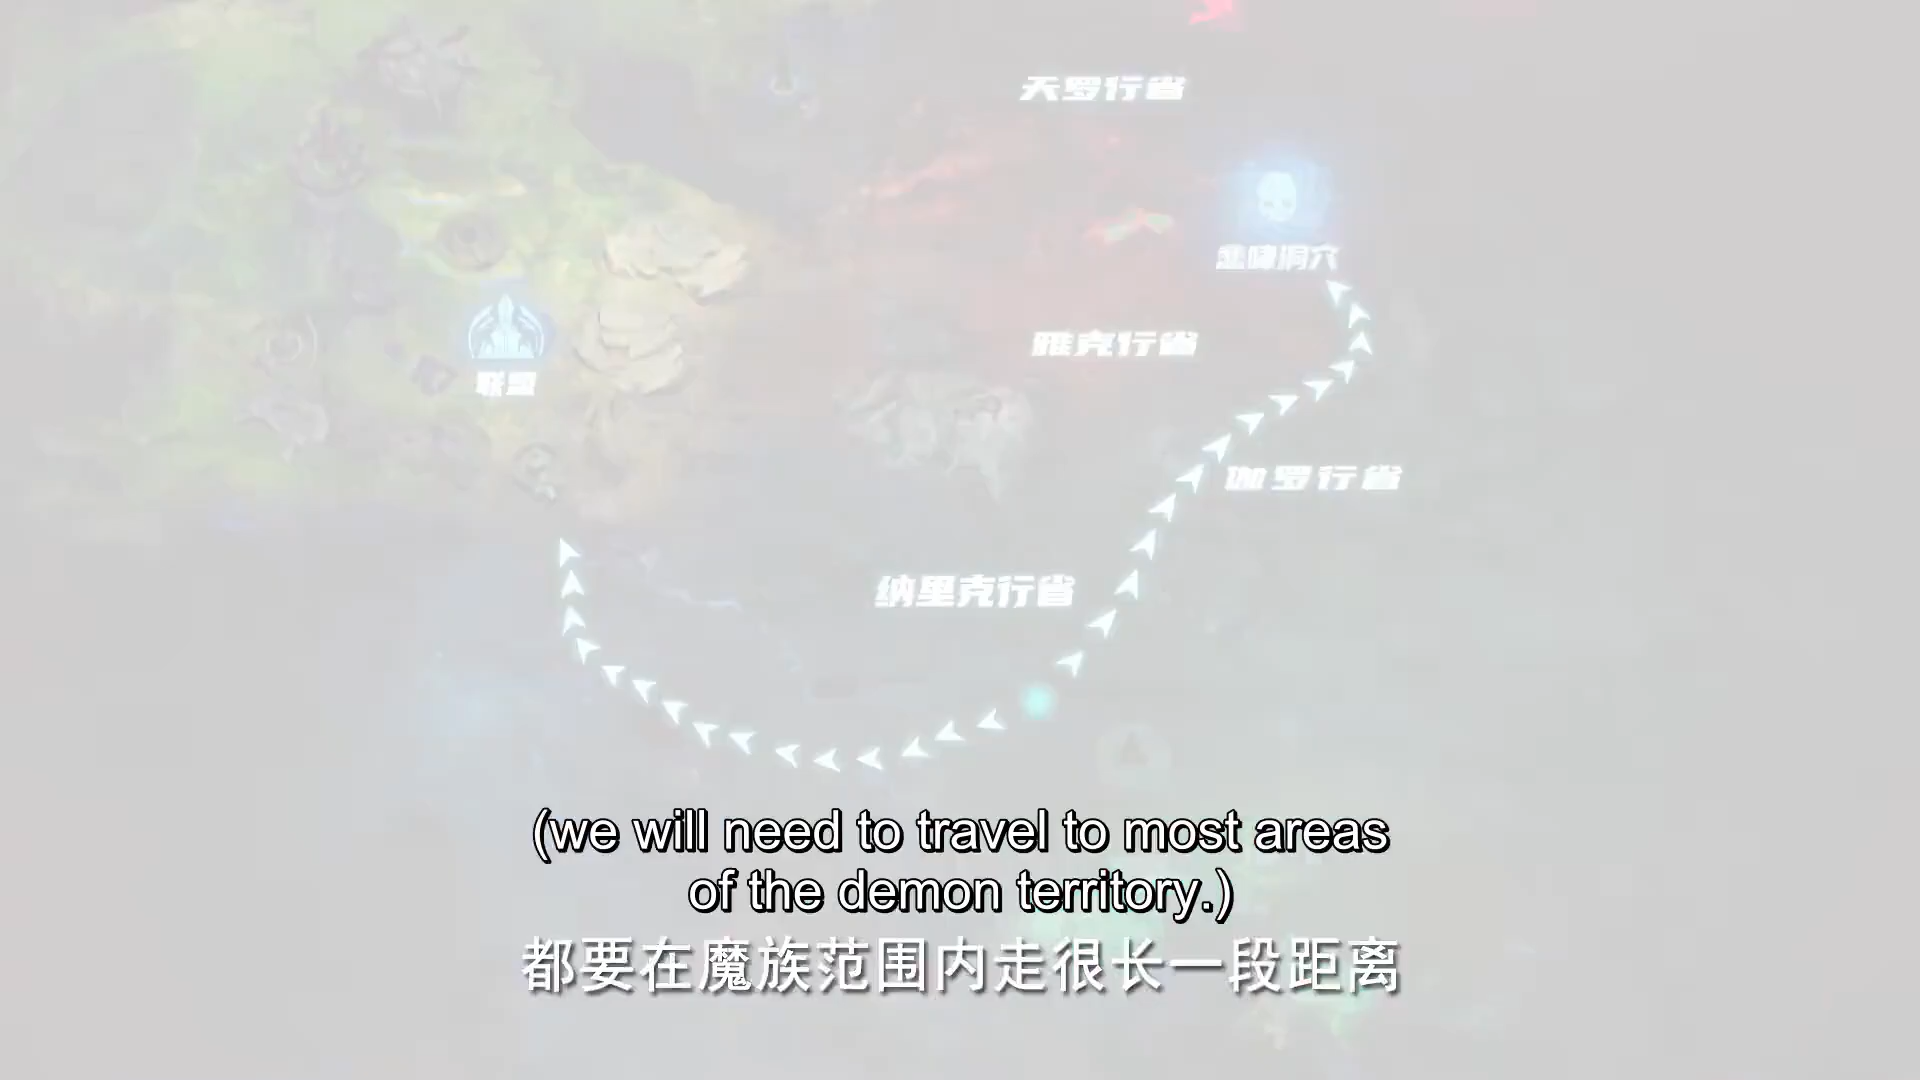 天罗行省
洞穴
雅克行省
联盟
伽罗行省
纳里克行省
(we will need to travel to most areas
of the demon territory.)
都要在魔族范围内走很长一段距离